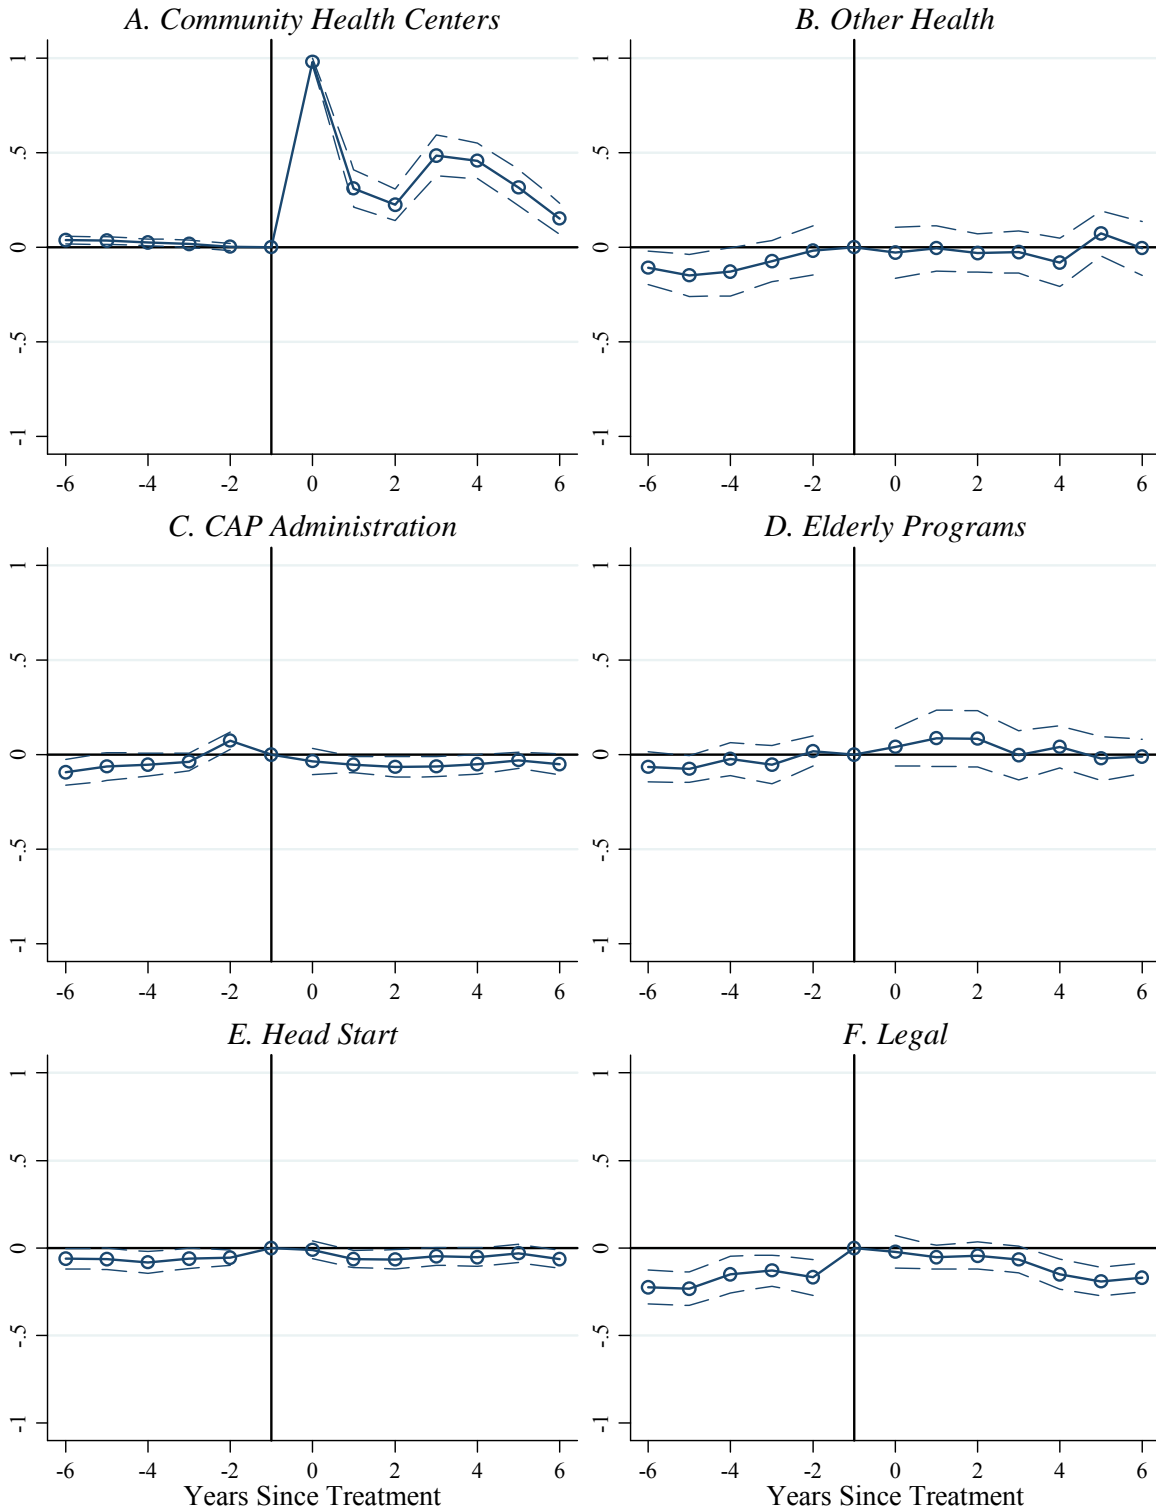 A. Community Health Centers
1
.5
0
-.5
-1
-6 -4 -2 0 2 4 6
B. Other Health
1
.5
0
-.5
-1
-6 -4 -2 0 2 4 6
C. CAP Administration
1
.5
0
-.5
-1
-6 -4 -2 0 2 4 6
D. Elderly Programs
1
.5
0
-.5
-1
-6 -4 -2 0 2 4 6
E. Head Start
1
.5
0
-.5
-1
-6 -4 -2 0 2 4 6
Years Since Treatment
F. Legal
1
.5
0
-.5
-1
-6 -4 -2 0 2 4 6
Years Since Treatment